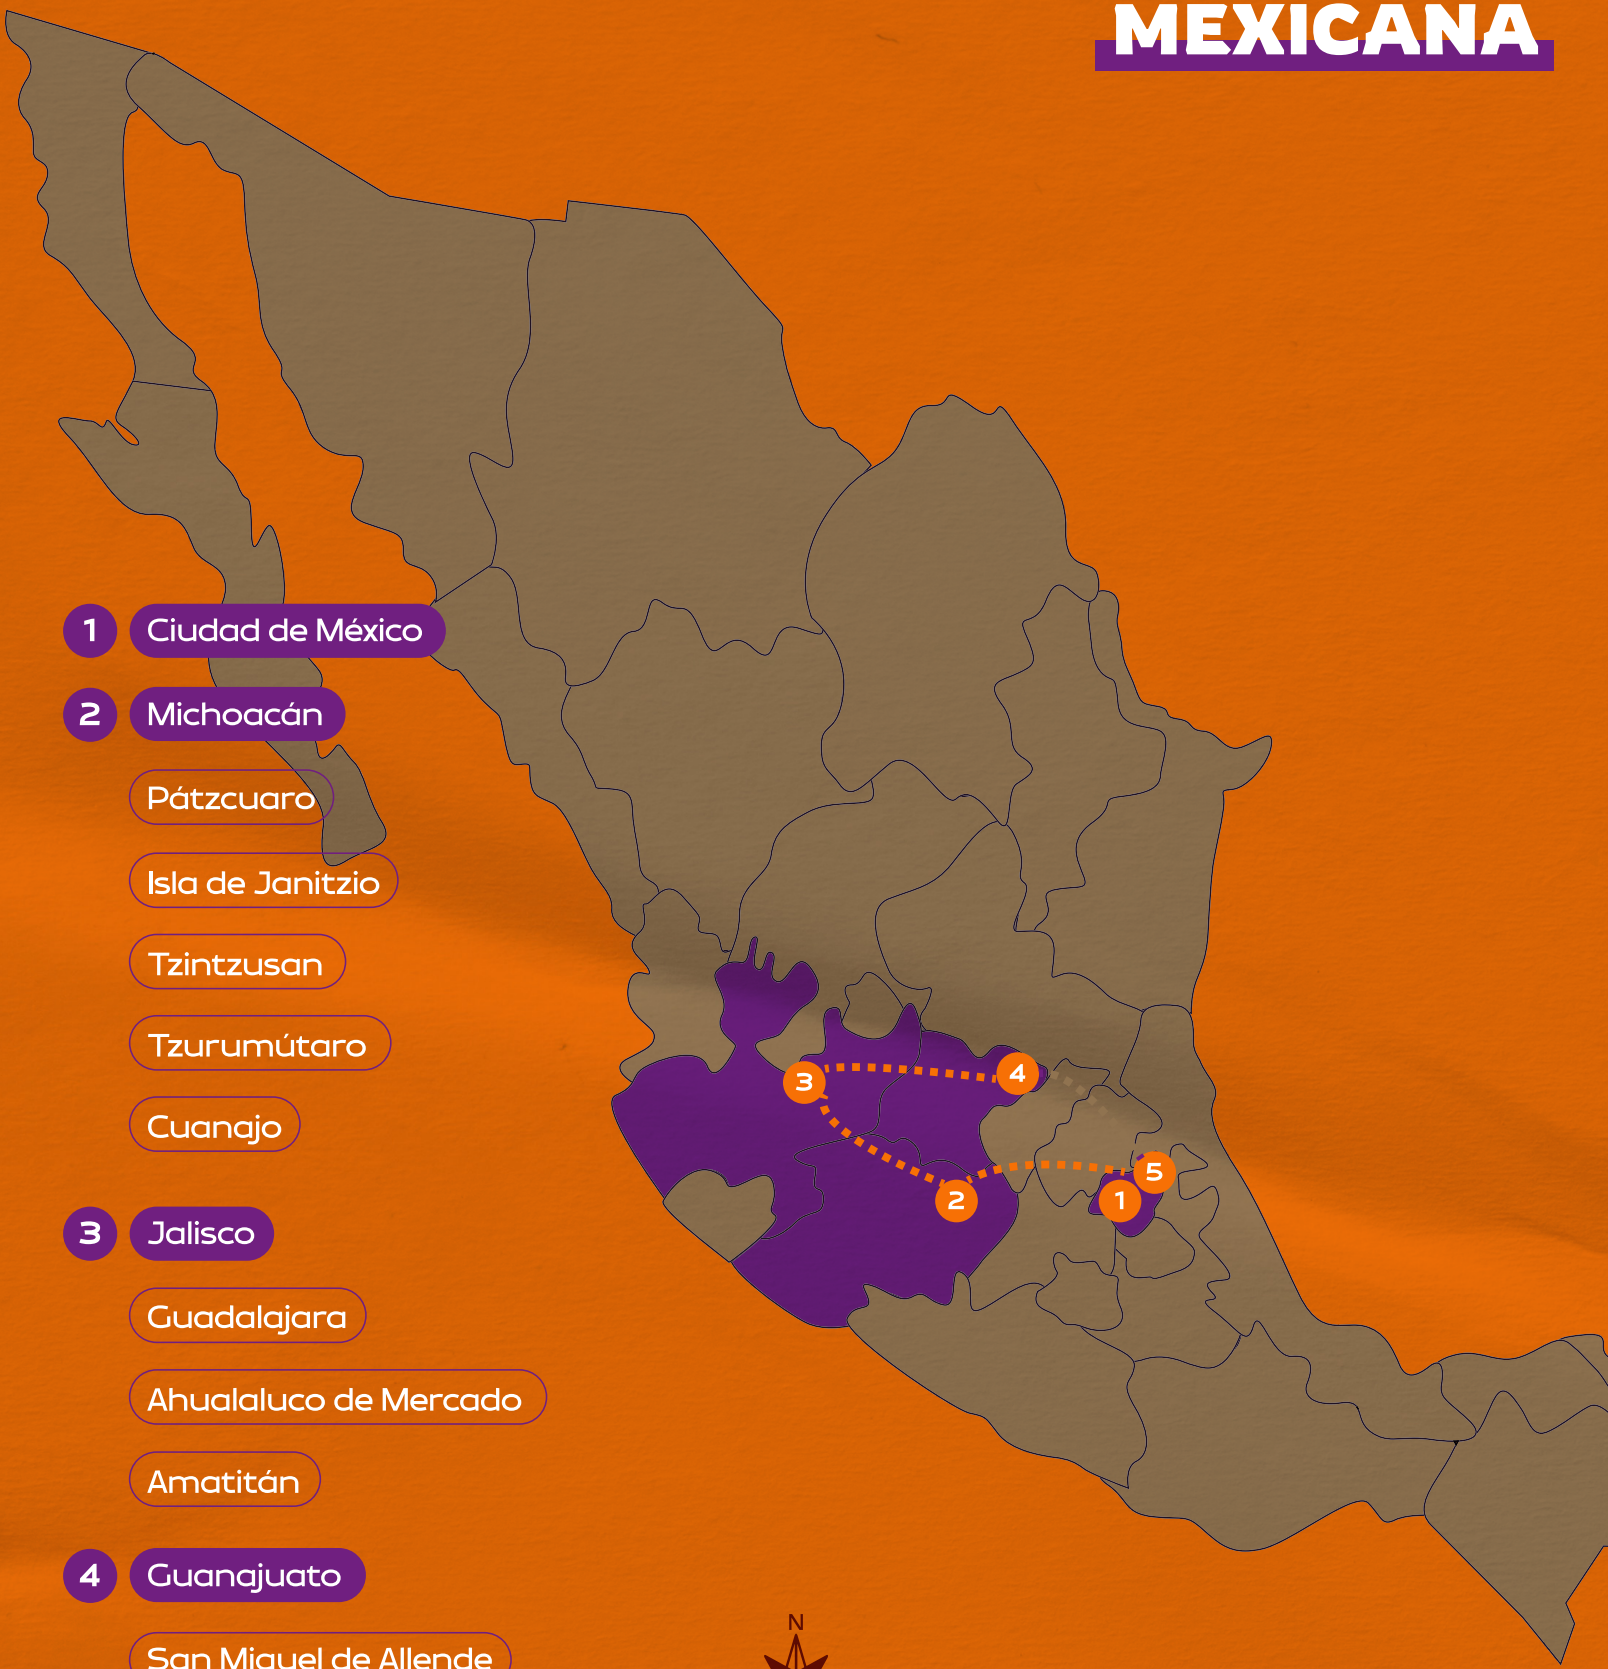 MEXICANA
1 Ciudad de México
2 Michoacán
Pátzcuaro
Isla de Janitzio
Tzintzusan
Tzurumútaro
Cuanajo
3 Jalisco
Guadalajara
Ahualaluco de Mercado
Amatitán
4 Guanajuato
San Miguel de Allende
3
4
2
1
5
N